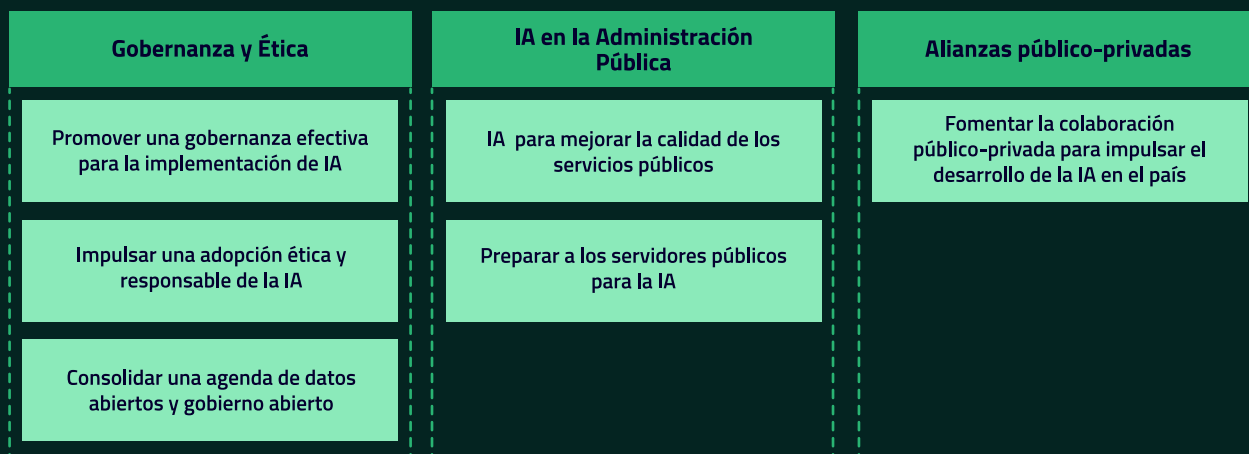 Gobernanza y Ética
Promover una gobernanza efectiva
para la implementación de IA
Impulsar una adopción ética y
responsable de la IA
Consolidar una agenda de datos
abiertos y gobierno abierto
IA en la Administración
Pública
IA para mejorar la calidad de los
servicios públicos
Preparar a los servidores públicos
para la IA
Alianzas público-privadas
Fomentar la colaboración
público-privada para impulsar el
desarrollo de la IA en el país